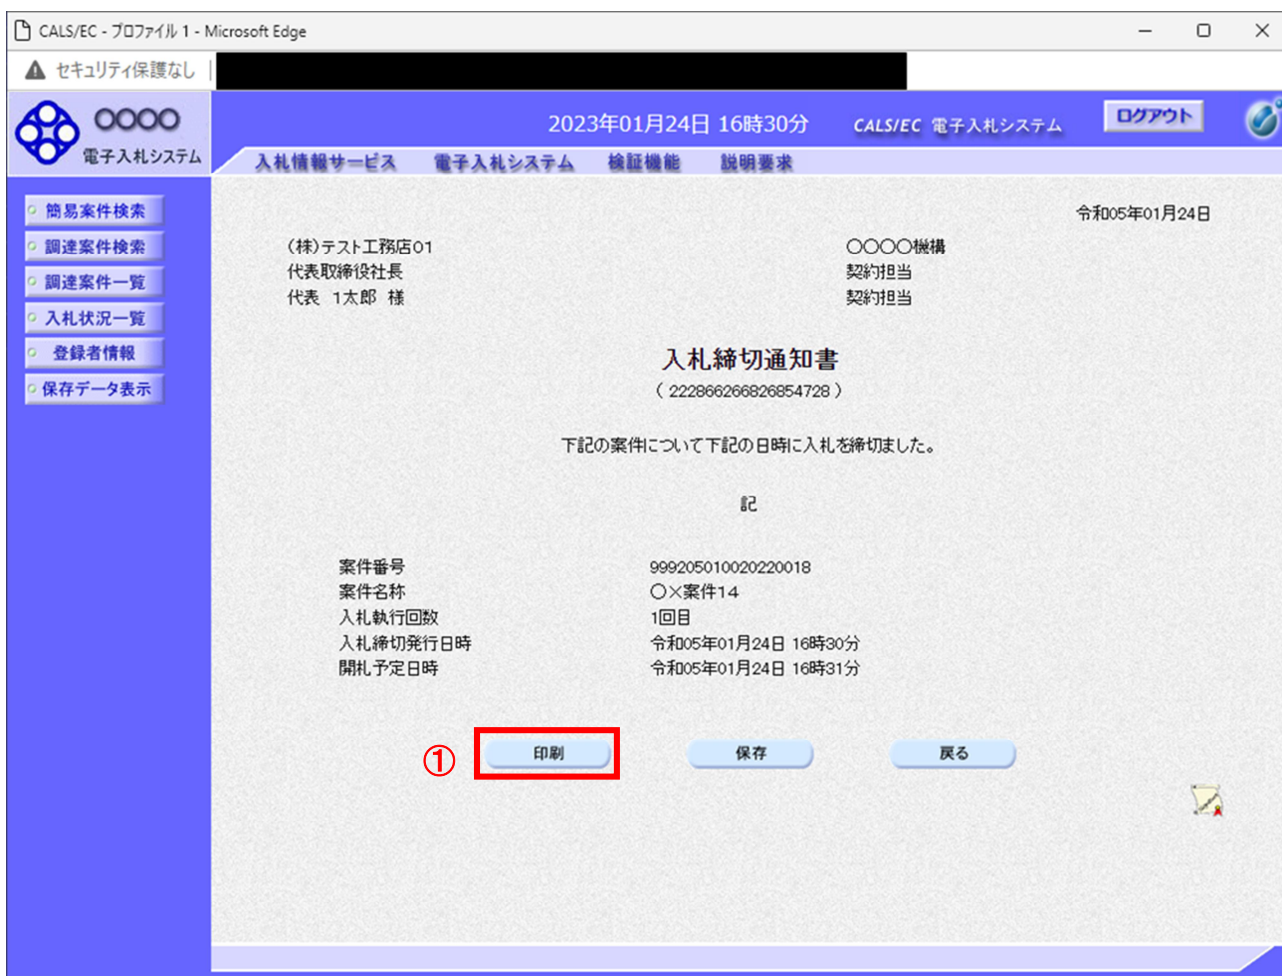 CALS/EC - プロファイル 1 - Microsoft Edge
セキュリティ保護なし
〇〇〇〇
電子入札システム
2023年01月24日 16時30分
CALS/EC 電子入札システム
ログアウト
入札情報サービス 電子入札システム 検証機能 説明要求
簡易案件検索
調達案件検索
調達案件一覧
入札状況一覧
登録者情報
保存データ表示
令和05年01月24日
(株)テスト工務店01
代表取締役社長
代表 1太郎 様
〇〇〇〇機構
契約担当
契約担当
入札締切通知書
( 222866266826854728 )
下記の案件について下記の日時に入札を締切ました。
記
案件番号 999205010020220018
案件名称 〇×案件14
入札執行回数 1回目
入札締切発行日時 令和05年01月24日 16時30分
開札予定日時 令和05年01月24日 16時31分
① 印刷 保存 戻る